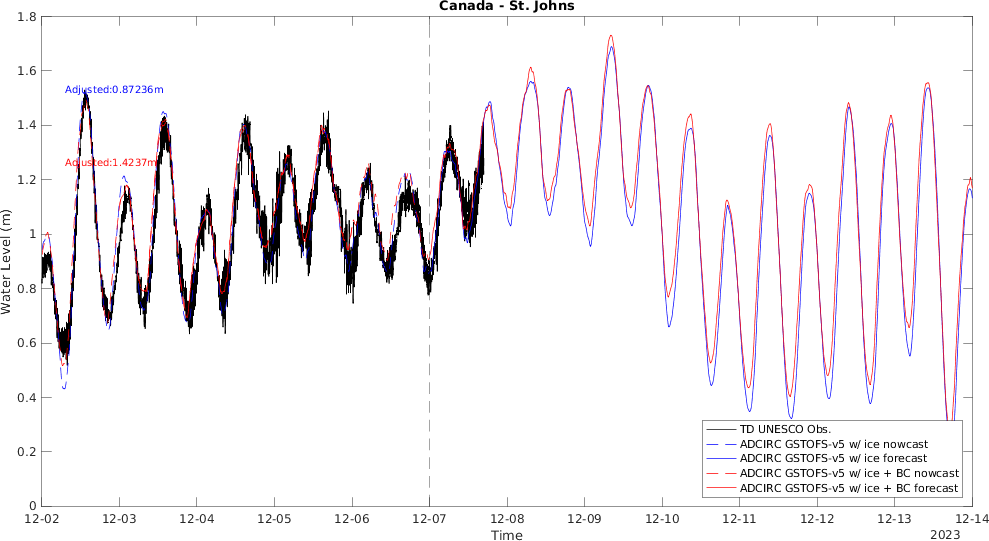 Canada - St. Johns
1.8
1.6
1.4
1.2
1
0.8
0.6
0.4
0.2
0
Water Level (m)
Adjusted:0.87236m
Adjusted:1.4237m
TD UNESCO Obs.
ADCIRC GSTOFS-v5 w/ ice nowcast
ADCIRC GSTOFS-v5 w/ ice forecast
ADCIRC GSTOFS-v5 w/ ice + BC nowcast
ADCIRC GSTOFS-v5 w/ ice + BC forecast
12-02 12-03 12-04 12-05 12-06 12-07 12-08 12-09 12-10 12-11 12-12 12-13 12-14
Time
2023